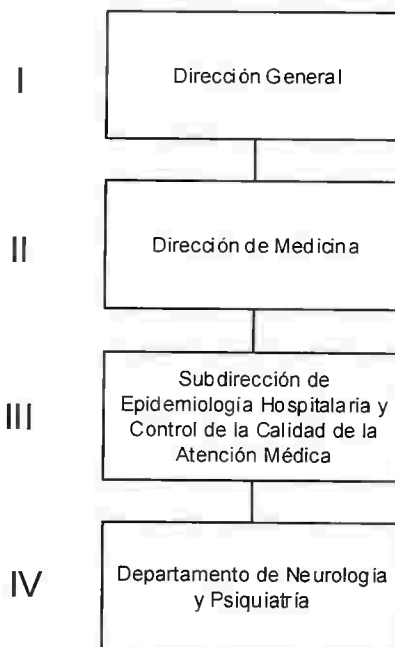 I
Dirección General
II
Dirección de Medicina
III
Subdirección de
Epidemiología Hospitalaria y
Control de la Calidad de la
Atención Médica
IV
Departamento de Neurología
y Psiquiatría